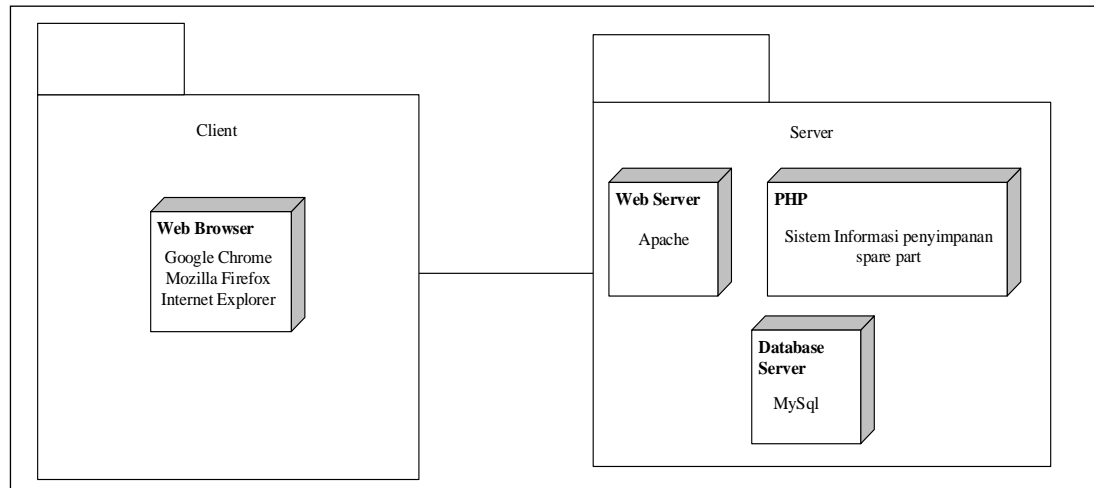 Client
Web Browser
Google Chrome
Mozilla Firefox
Internet Explorer
Server
Web Server
Apache
PHP
Sistem Informasi penyimpanan
spare part
Database
Server
MySql